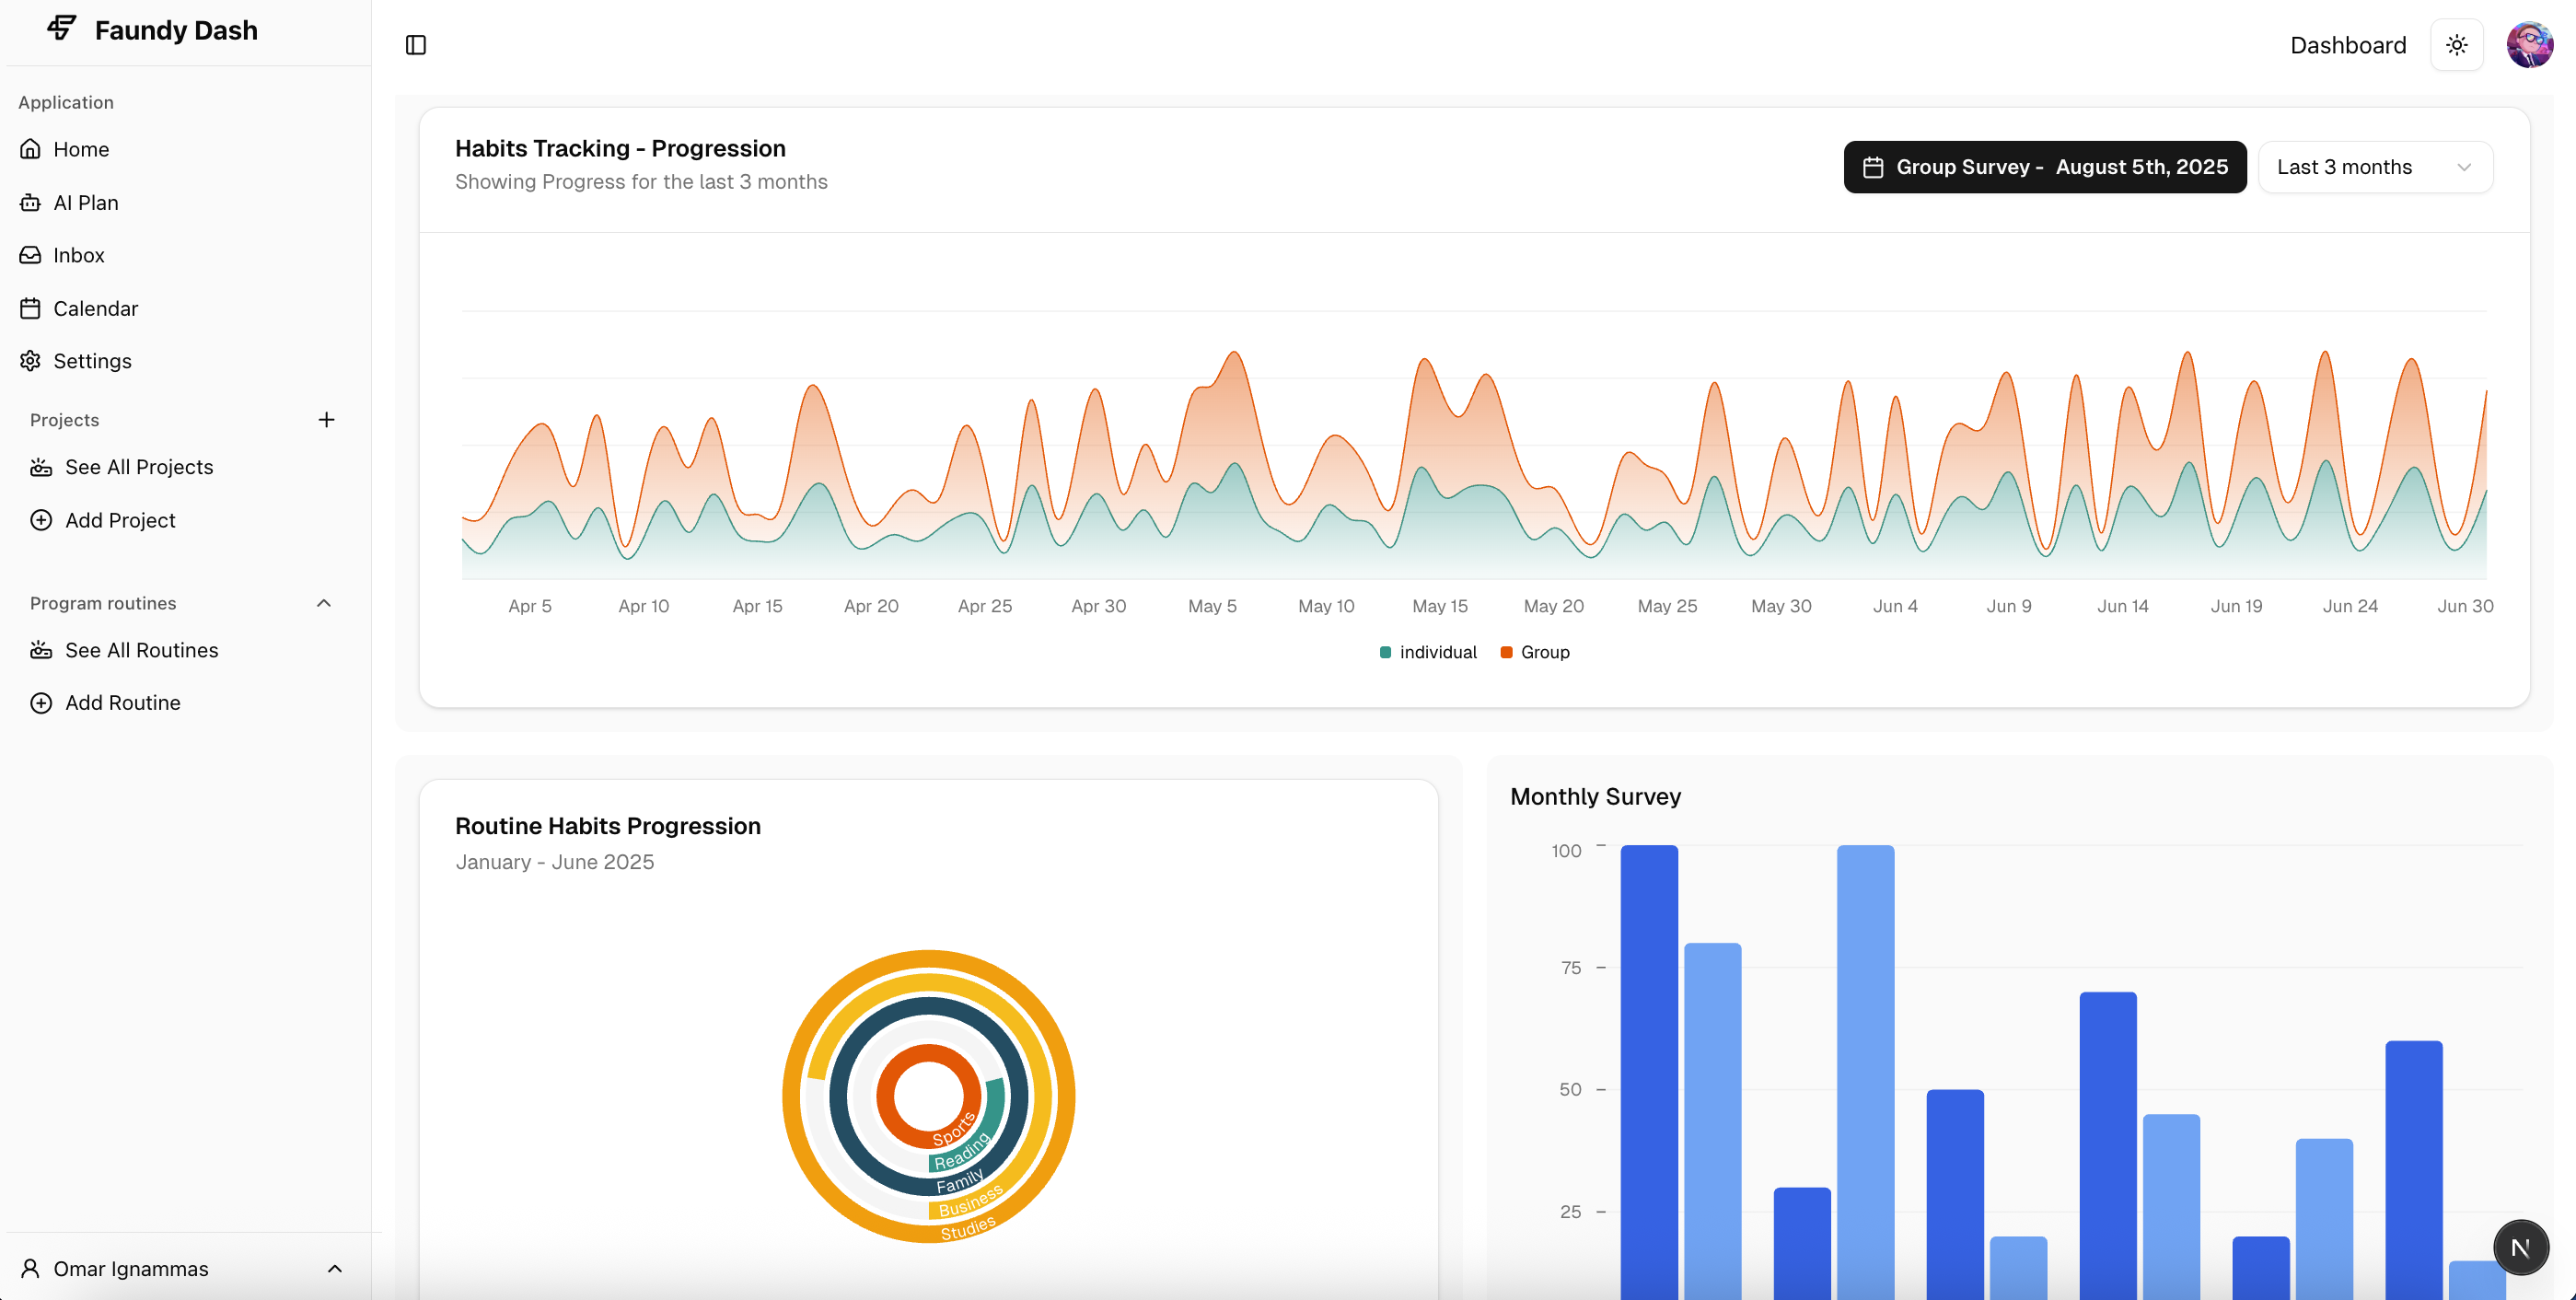 Faundy Dash
Dashboard
Application
Home
AI Plan
Inbox
Calendar
Settings
Projects
See All Projects
Add Project
Program routines
See All Routines
Add Routine
Omar Ignammas
Habits Tracking - Progression
Showing Progress for the last 3 months
Group Survey - August 5th, 2025
Last 3 months
Apr 5 Apr 10 Apr 15 Apr 20 Apr 25 Apr 30 May 5 May 10 May 15 May 20 May 25 May 30 Jun 4 Jun 9 Jun 14 Jun 19 Jun 24 Jun 30
individual Group
Routine Habits Progression
January - June 2025
Sports
Reading
Family
Business
Studies
Monthly Survey
100
75
50
25
N